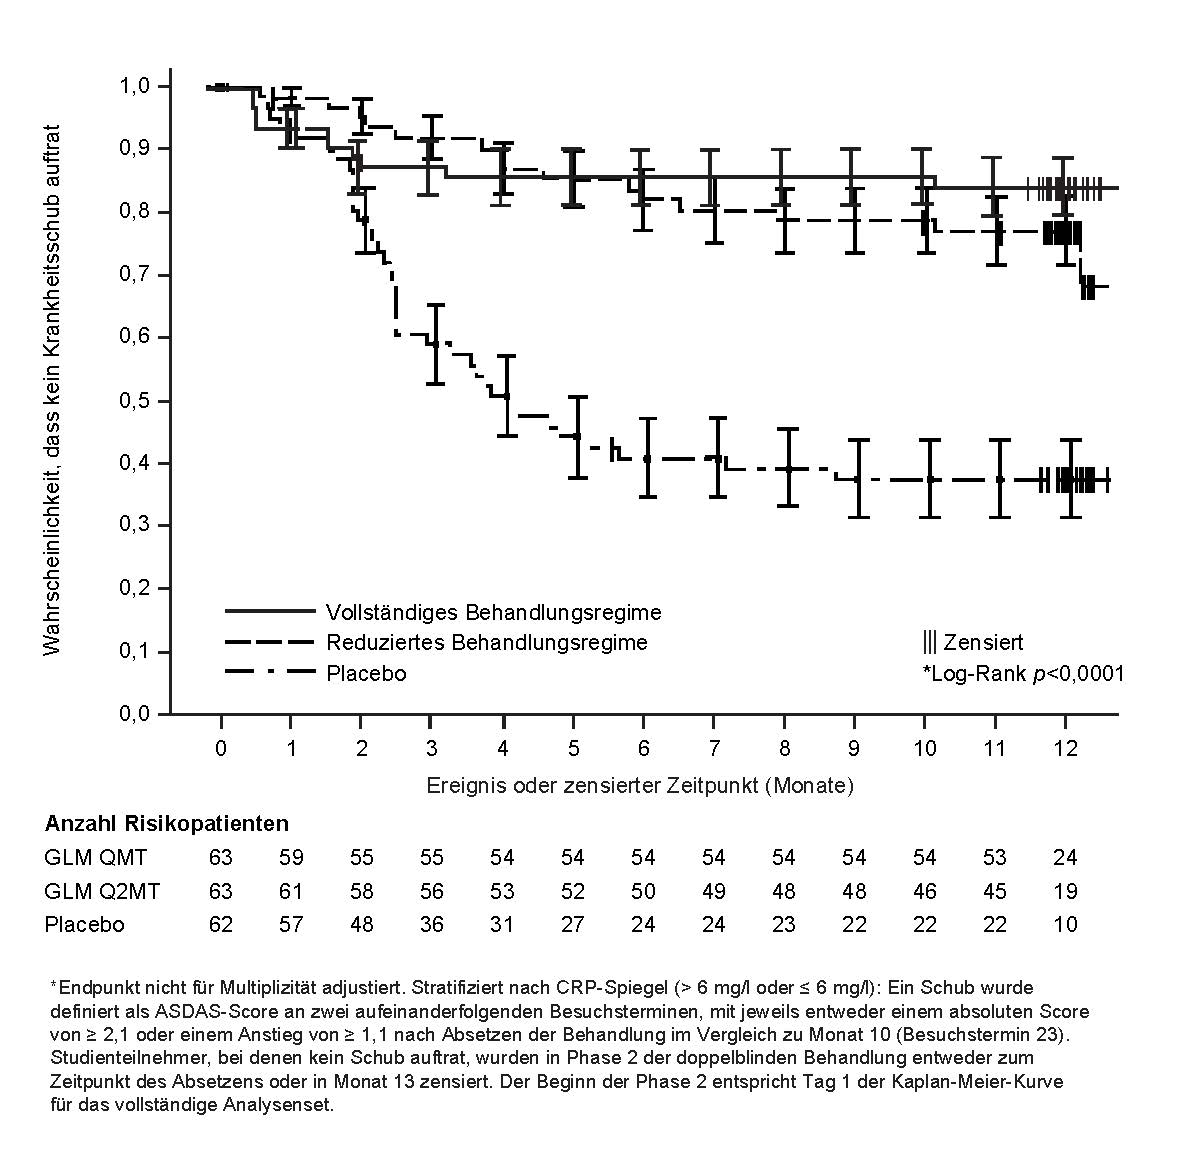 Wahrscheinlichkeit, dass kein Krankheitsschub auftrat
1,0
0,9
0,8
0,7
0,6
0,5
0,4
0,3
0,2
0,1
0,0
Vollständiges Behandlungsregime
Reduziertes Behandlungsregime
Placebo
Zensiert
*Log-Rank p<0,0001
0 1 2 3 4 5 6 7 8 9 10 11 12
Ereignis oder zensierter Zeitpunkt (Monate)
Anzahl Risikopatienten
GLM QMT 63 59 55 55 54 54 54 54 54 54 54 53 24
GLM Q2MT 63 61 58 56 53 52 50 49 48 48 46 45 19
Placebo 62 57 48 36 31 27 24 24 23 22 22 22 10
*Endpunkt nicht für Multiplizität adjustiert. Stratifiziert nach CRP-Spiegel (> 6 mg/l oder ≤ 6 mg/l): Ein Schub wurde
definiert als ASDAS-Score an zwei aufeinanderfolgenden Besuchsterminen, mit jeweils entweder einem absoluten Score
von ≥ 2,1 oder einem Anstieg von ≥ 1,1 nach Absetzen der Behandlung im Vergleich zu Monat 10 (Besuchstermin 23).
Studienteilnehmer, bei denen kein Schub auftrat, wurden in Phase 2 der doppelblinden Behandlung entweder zum
Zeitpunkt des Absetzens oder in Monat 13 zensiert. Der Beginn der Phase 2 entspricht Tag 1 der Kaplan-Meier-Kurve
für das vollständige Analysenset.